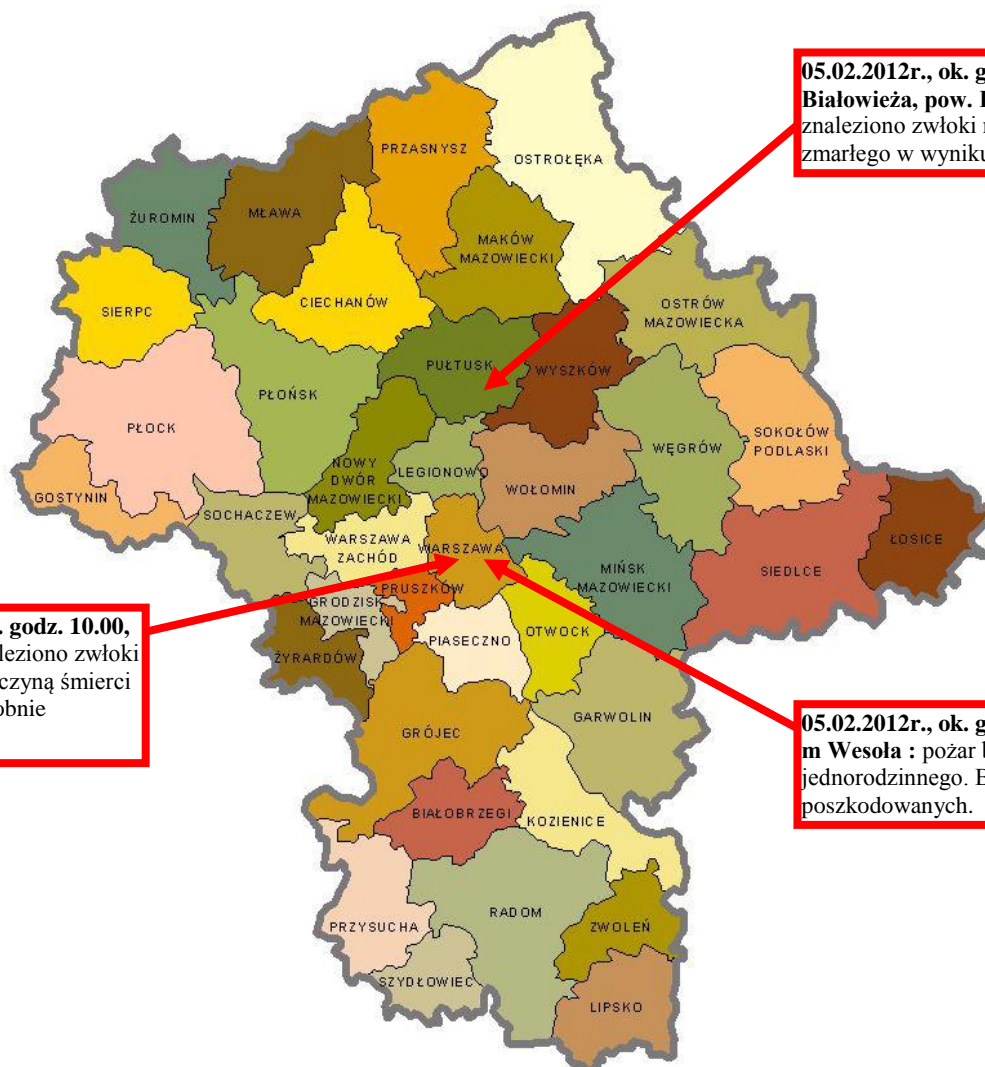 05.02.2012r., ok. g
Białowieża, pow.
znaleziono zwłoki
zmarłego w wyniku
PRZASNYSZ
OSTROŁĘKA
ŻUROMIN
MŁAWA
MAKÓW
MAZOWIECKI
CIECHANÓW
SIERPC
OSTRÓW
MAZOWIECKA
PUŁTUSK
WYSZKÓW
PŁOŃSK
PŁOCK
SOKOŁÓW
PODLASKI
WĘGRÓW
NOWY
DWÓR
MAZOWIECKI
LEGIONOWO
WOŁOMIN
GOSTYNIN
SOCHACZEW
WARSZAWA
ZACHÓD
WARSZAWA
ŁOSICE
SIEDLCE
MIŃSK
MAZOWIECKI
PRUSZKÓW
GRODZISK
MAZOWIECKI
PIASECZNO
OTWOCK
ŻYRARDÓW
. godz. 10.00,
leziono zwłoki
czyną śmierci
obnie
GARWOLIN
GRÓJEC
05.02.2012r., ok. g
m Wesoła : pożar b
jednorodzinnego. B
poszkodowanych.
BIAŁOBRZEGI
KOZIENICE
RADOM
PRZYSUCHA
ZWOLEŃ
SZYDŁOWIEC
LIPSKO